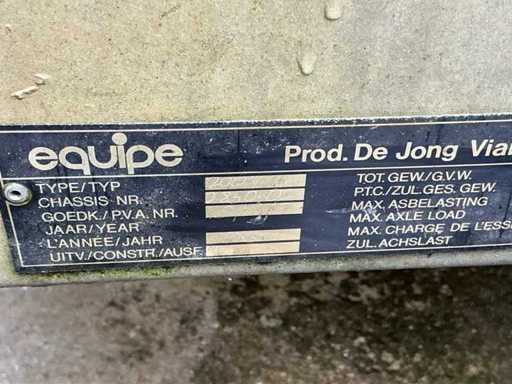 equipe
Prod. De Jong Vian
TYPE/TYP
CHASSIS NR.
GOEDK./P.V.A. NR.
JAAR/YEAR
L'ANNÉE/JAHR
UITV./CONSTR./AUSF.
TOT. GEW./G.V.W.
P.T.C./ZUL. GES. GEW.
MAX. ASBELASTING
MAX. AXLE LOAD
MAX. CHARGE DE L'ESS
ZUL. ACHSLAST